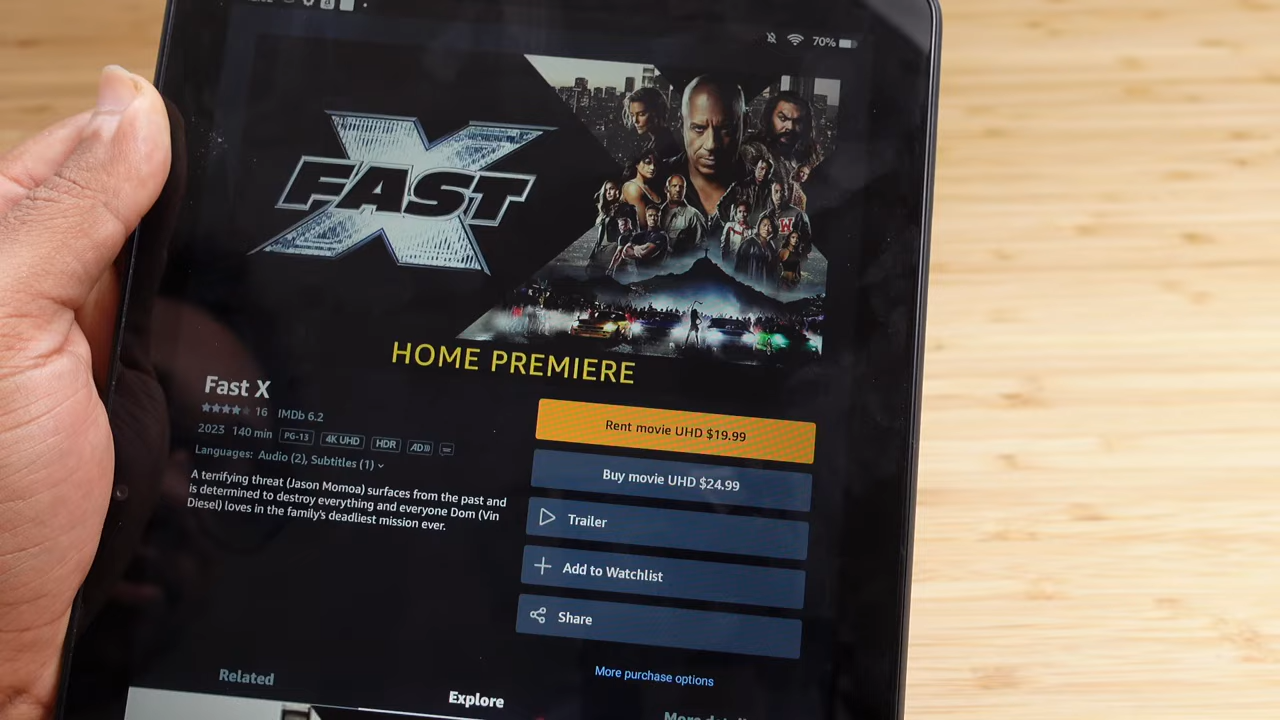 70%
FAST
X
W
HOME PREMIERE
Fast X
16 IMDb 6.2
2023 140 min PG-13 4K UHD HDR AD
Languages: Audio (2), Subtitles (1)
A terrifying threat (Jason Momoa) surfaces from the past and
is determined to destroy everything and everyone Dom (Vin
Diesel) loves in the family's deadliest mission ever.
Rent movie UHD $19.99
Buy movie UHD $24.99
Trailer
Add to Watchlist
Share
More purchase options
Related
Explore
More